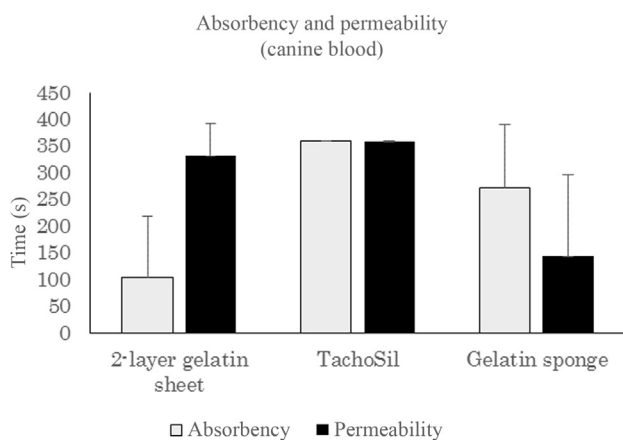 Absorbency and permeability
(canine blood)
Time (s)
450
400
350
300
250
200
150
100
50
0
2-layer gelatin
sheet
TachoSil
Gelatin sponge
Absorbency
Permeability